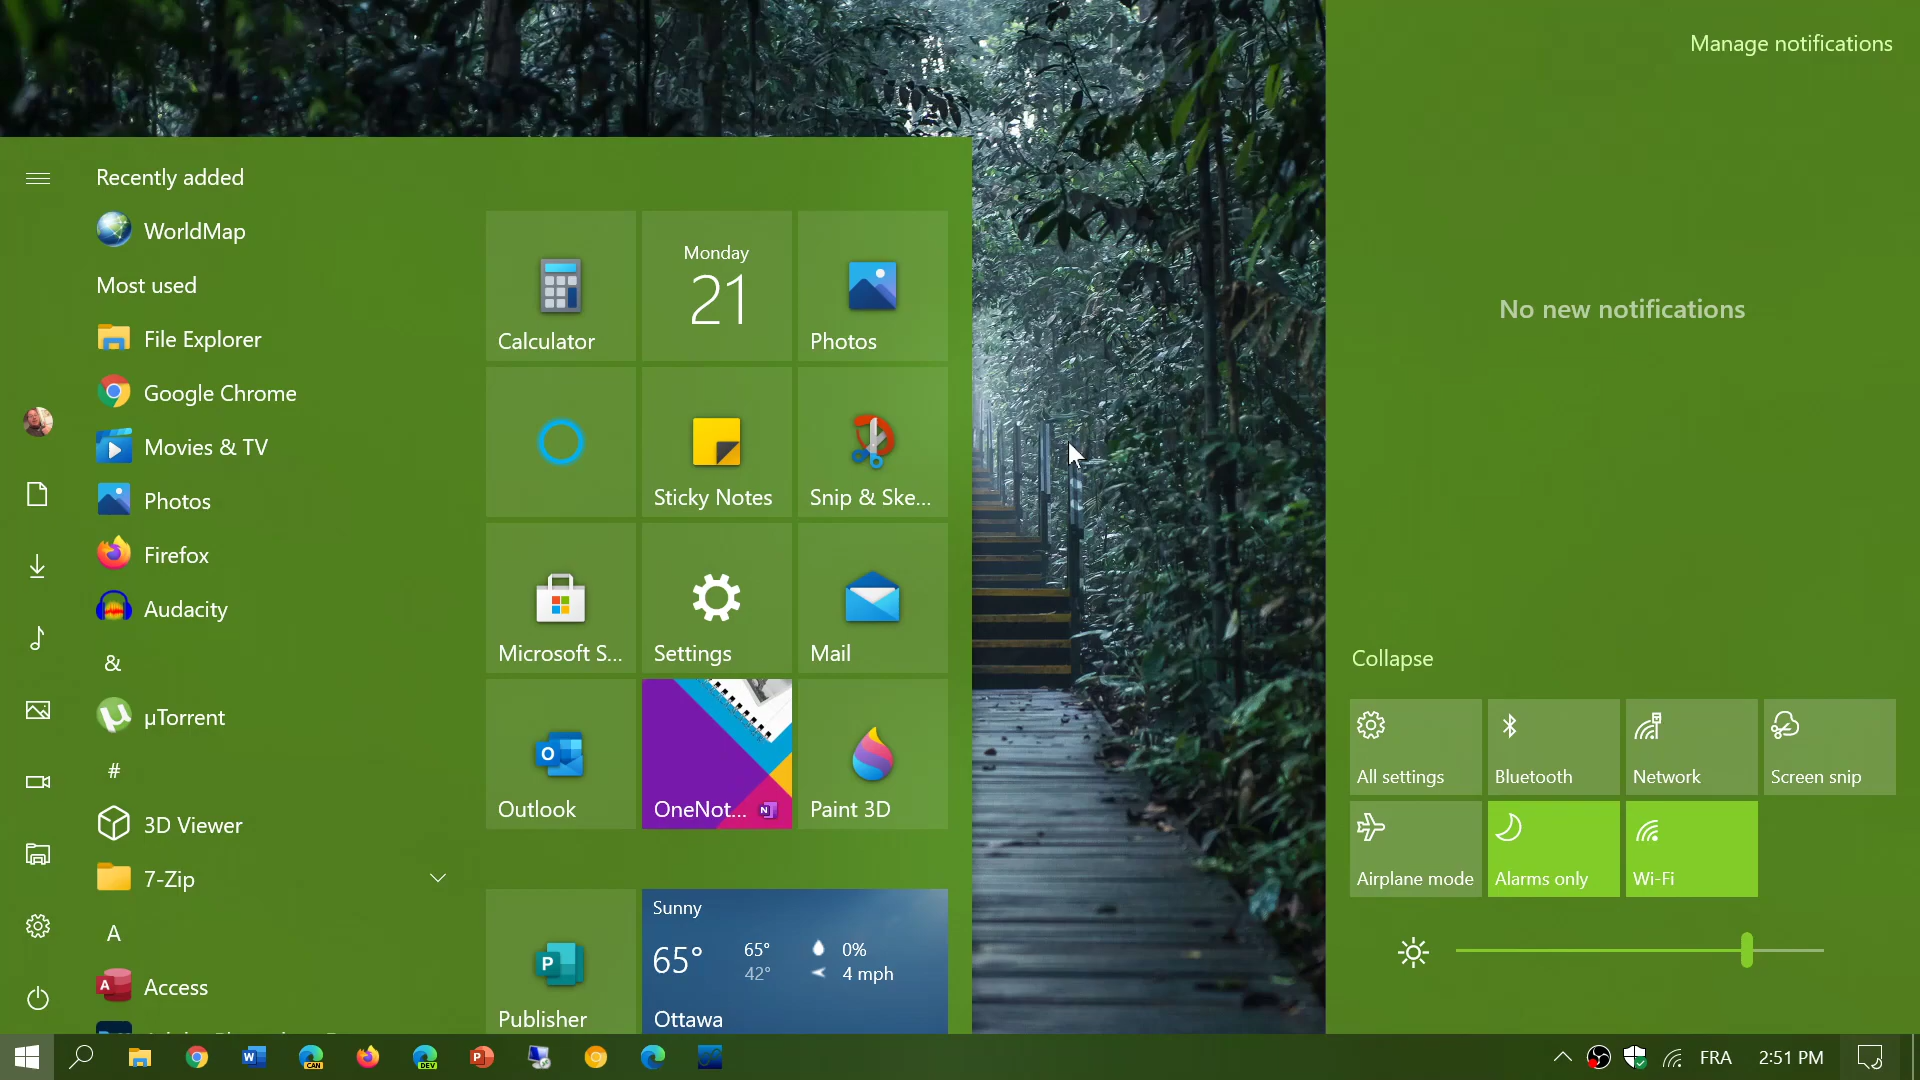 Manage notifications
Recently added
WorldMap
Most used
File Explorer
Google Chrome
Movies & TV
Photos
Firefox
Audacity
&
µTorrent
#
3D Viewer
7-Zip
A
Access
Calculator
Monday
21
Photos
Sticky Notes
Snip & Ske...
Microsoft S...
Settings
Mail
Outlook
OneNot...
N
Paint 3D
Publisher
Sunny
65°
65°
42°
0%
4 mph
Ottawa
No new notifications
Collapse
All settings
Bluetooth
Network
Screen snip
Airplane mode
Alarms only
Wi-Fi
CAN
DEV
FRA
2:51 PM